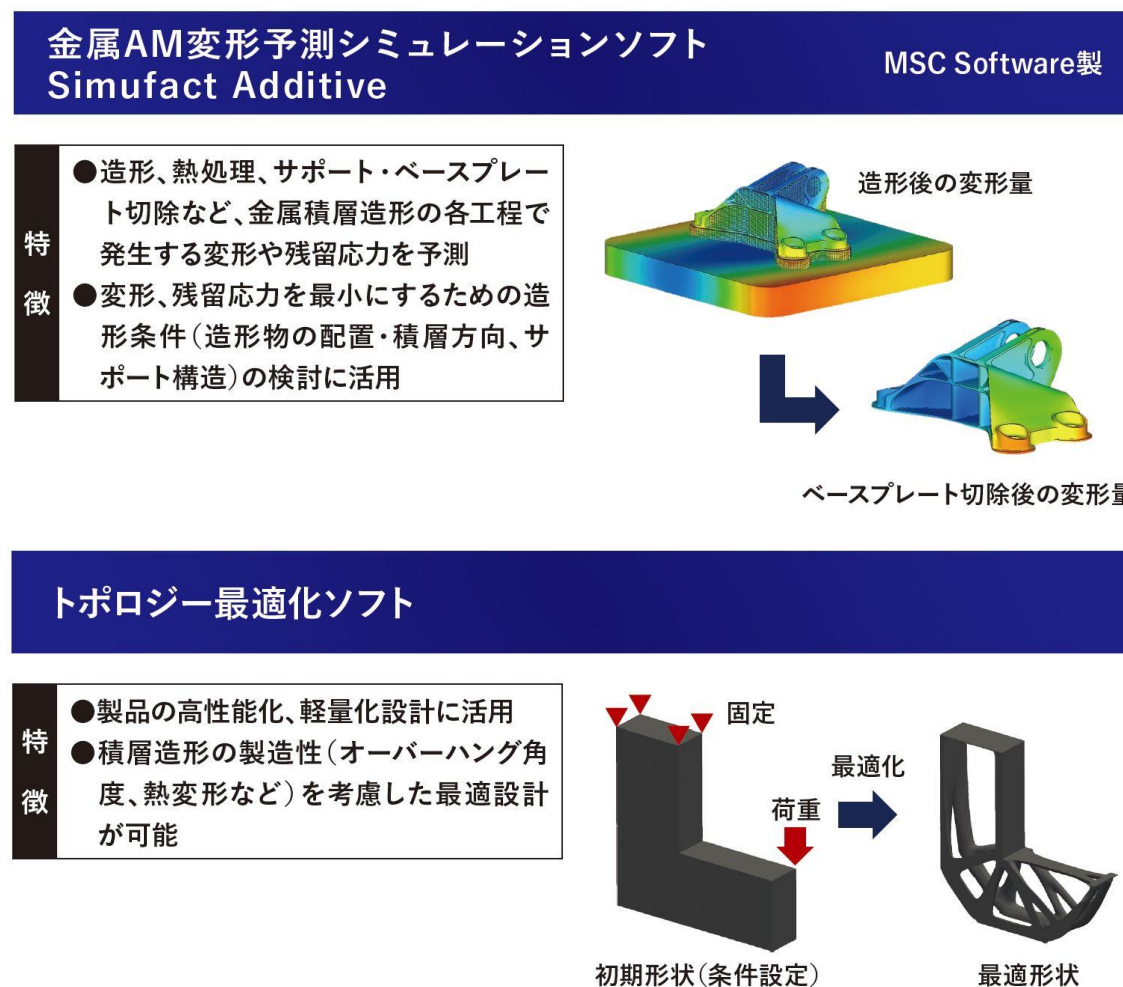 金属AM変形予測シミュレーションソフト
Simufact Additive
MSC Software製
特徴
●造形、熱処理、サポート・ベースプレー
ト切除など、金属積層造形の各工程で
発生する変形や残留応力を予測
●変形、残留応力を最小にするための造
形条件(造形物の配置・積層方向、サ
ポート構造)の検討に活用
造形後の変形量
ベースプレート切除後の変形量
トポロジー最適化ソフト
特徴
●製品の高性能化、軽量化設計に活用
●積層造形の製造性(オーバーハング角
度、熱変形など)を考慮した最適設計
が可能
固定
荷重
最適化
初期形状(条件設定)
最適形状